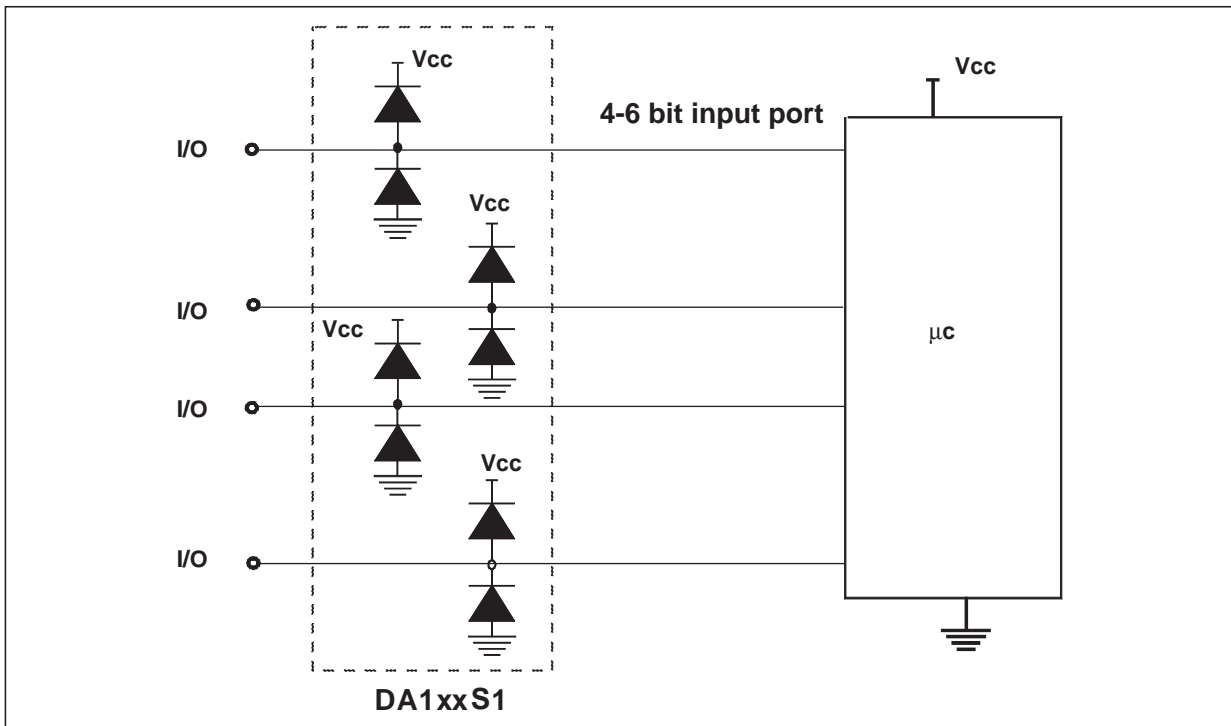 Vcc
Vcc
4-6 bit input port
I/O
Vcc
I/O
Vcc
μc
I/O
Vcc
I/O
DA1xxS1